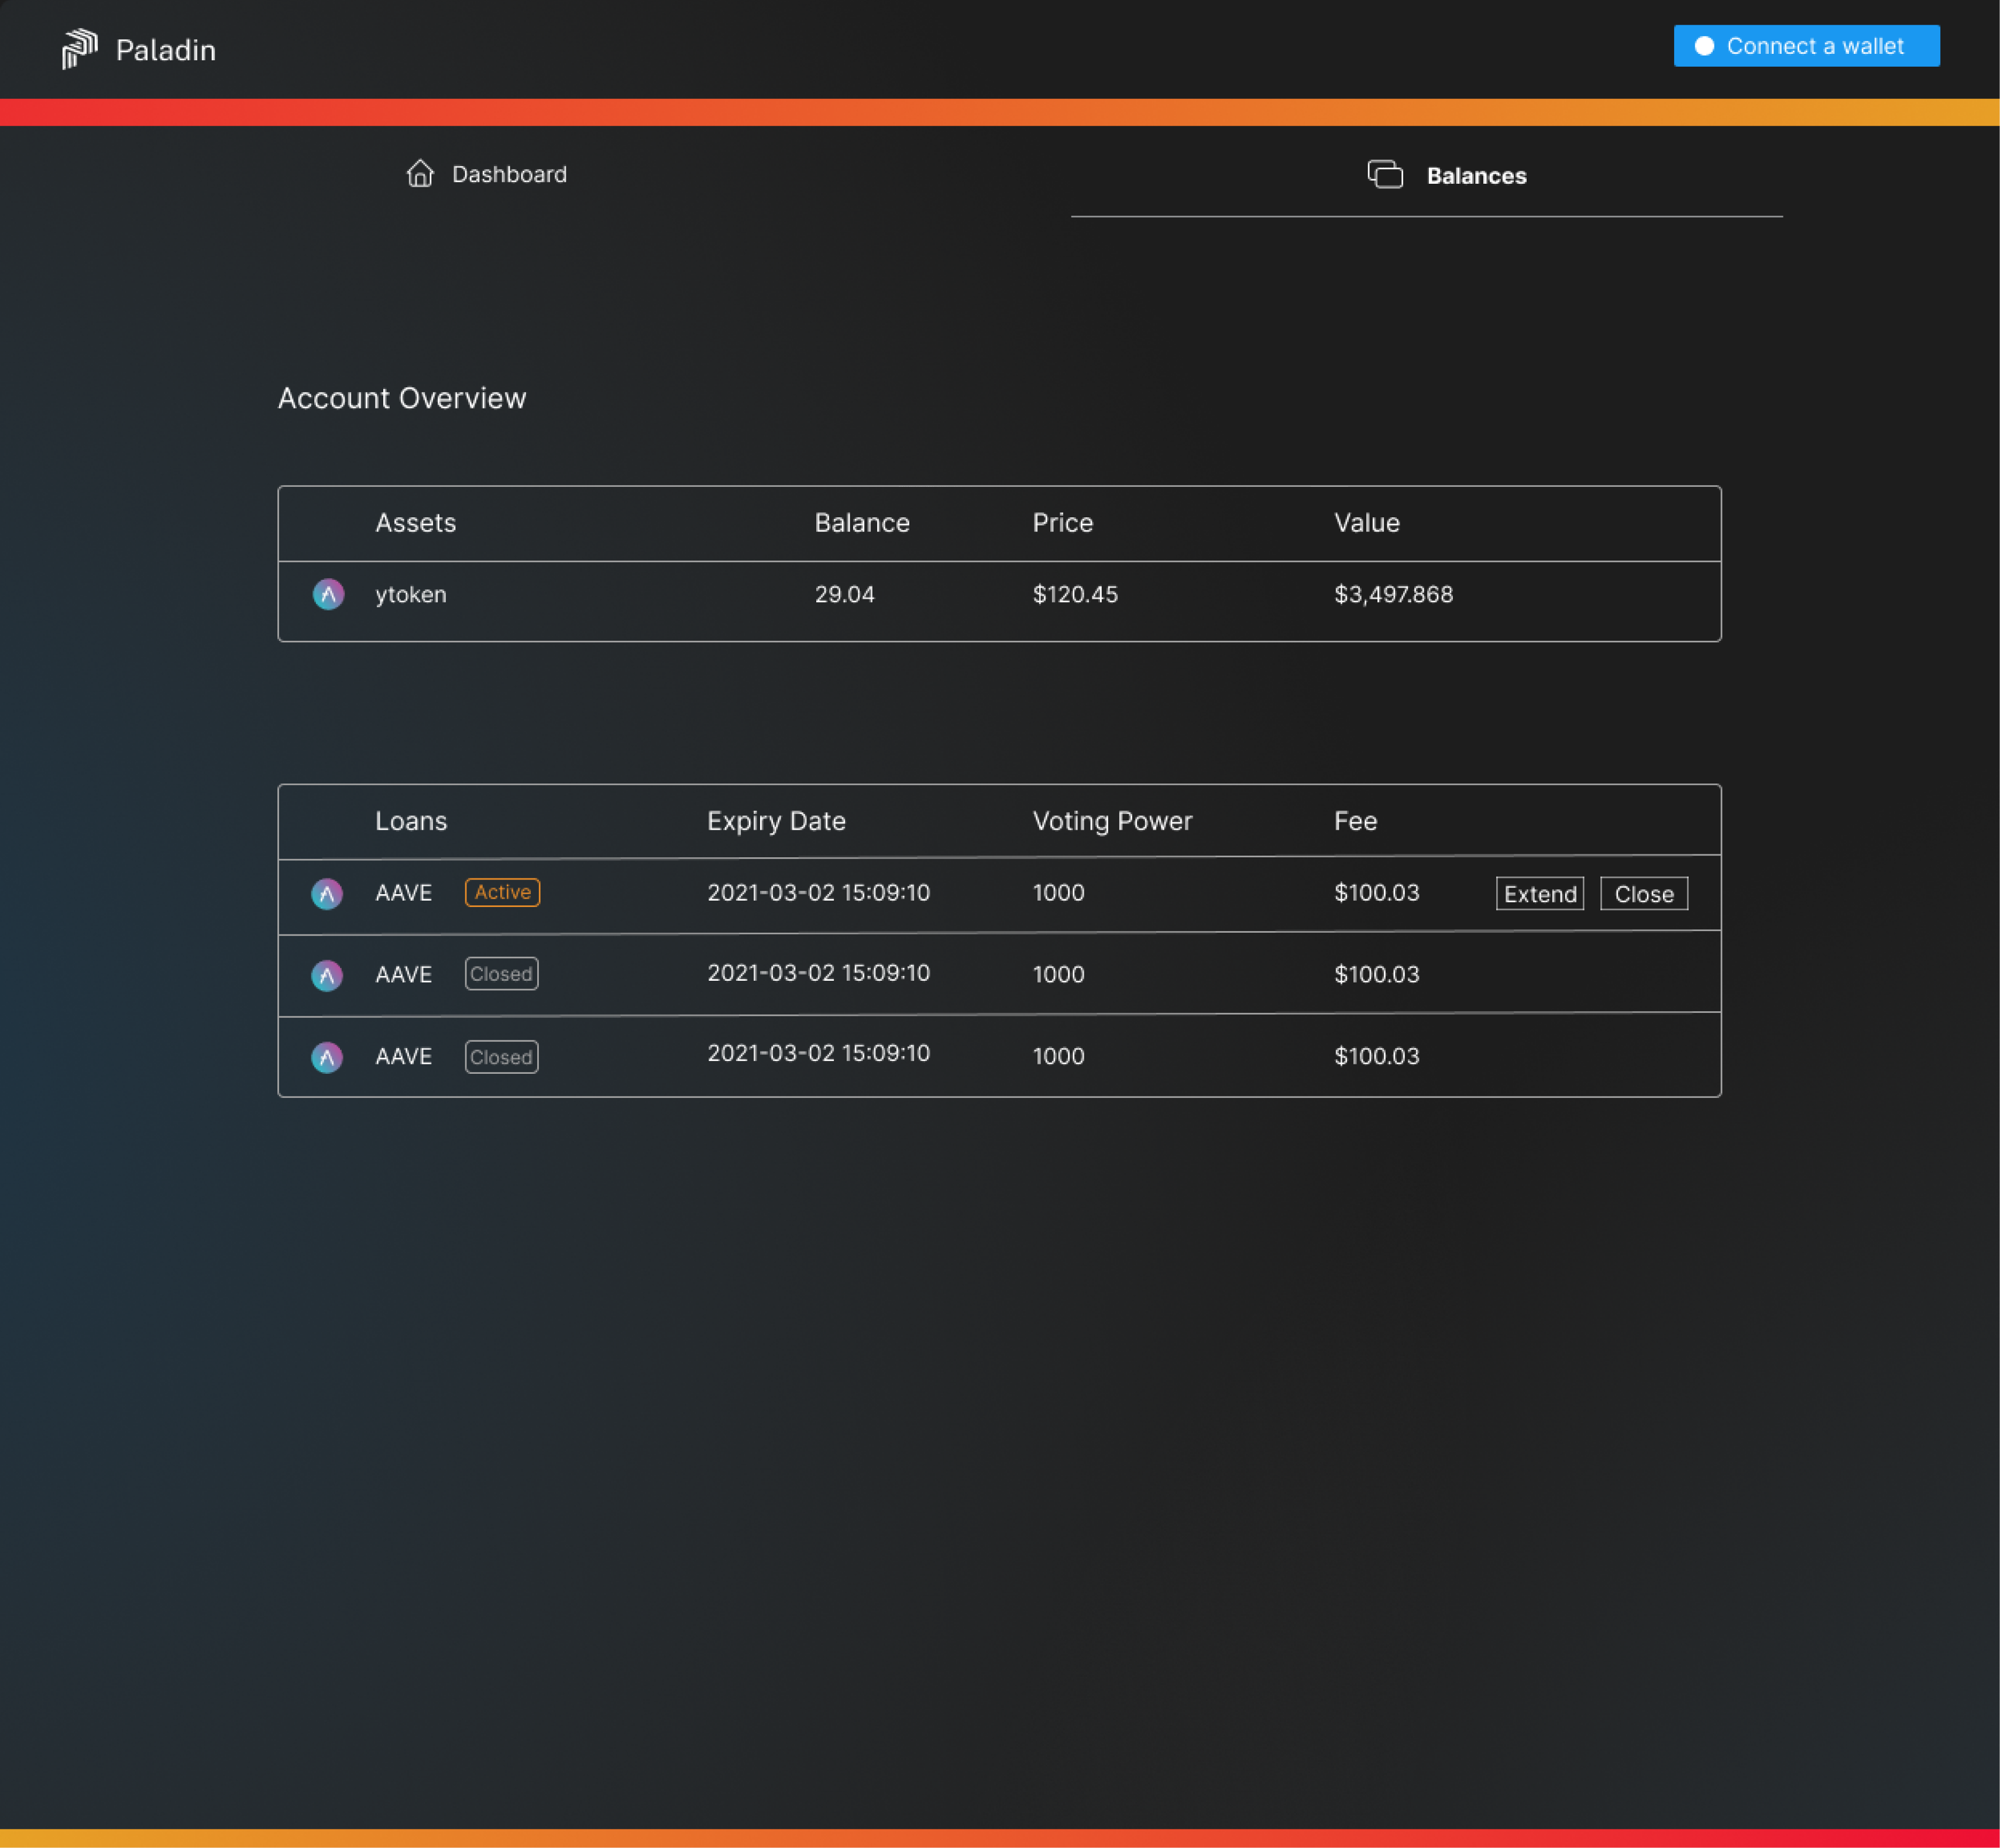 Paladin
Connect a wallet
Dashboard
Balances
Account Overview
Assets Balance Price Value
ytoken 29.04 $120.45 $3,497.868
Loans Expiry Date Voting Power Fee
AAVE Active 2021-03-02 15:09:10 1000 $100.03 Extend Close
AAVE Closed 2021-03-02 15:09:10 1000 $100.03
AAVE Closed 2021-03-02 15:09:10 1000 $100.03